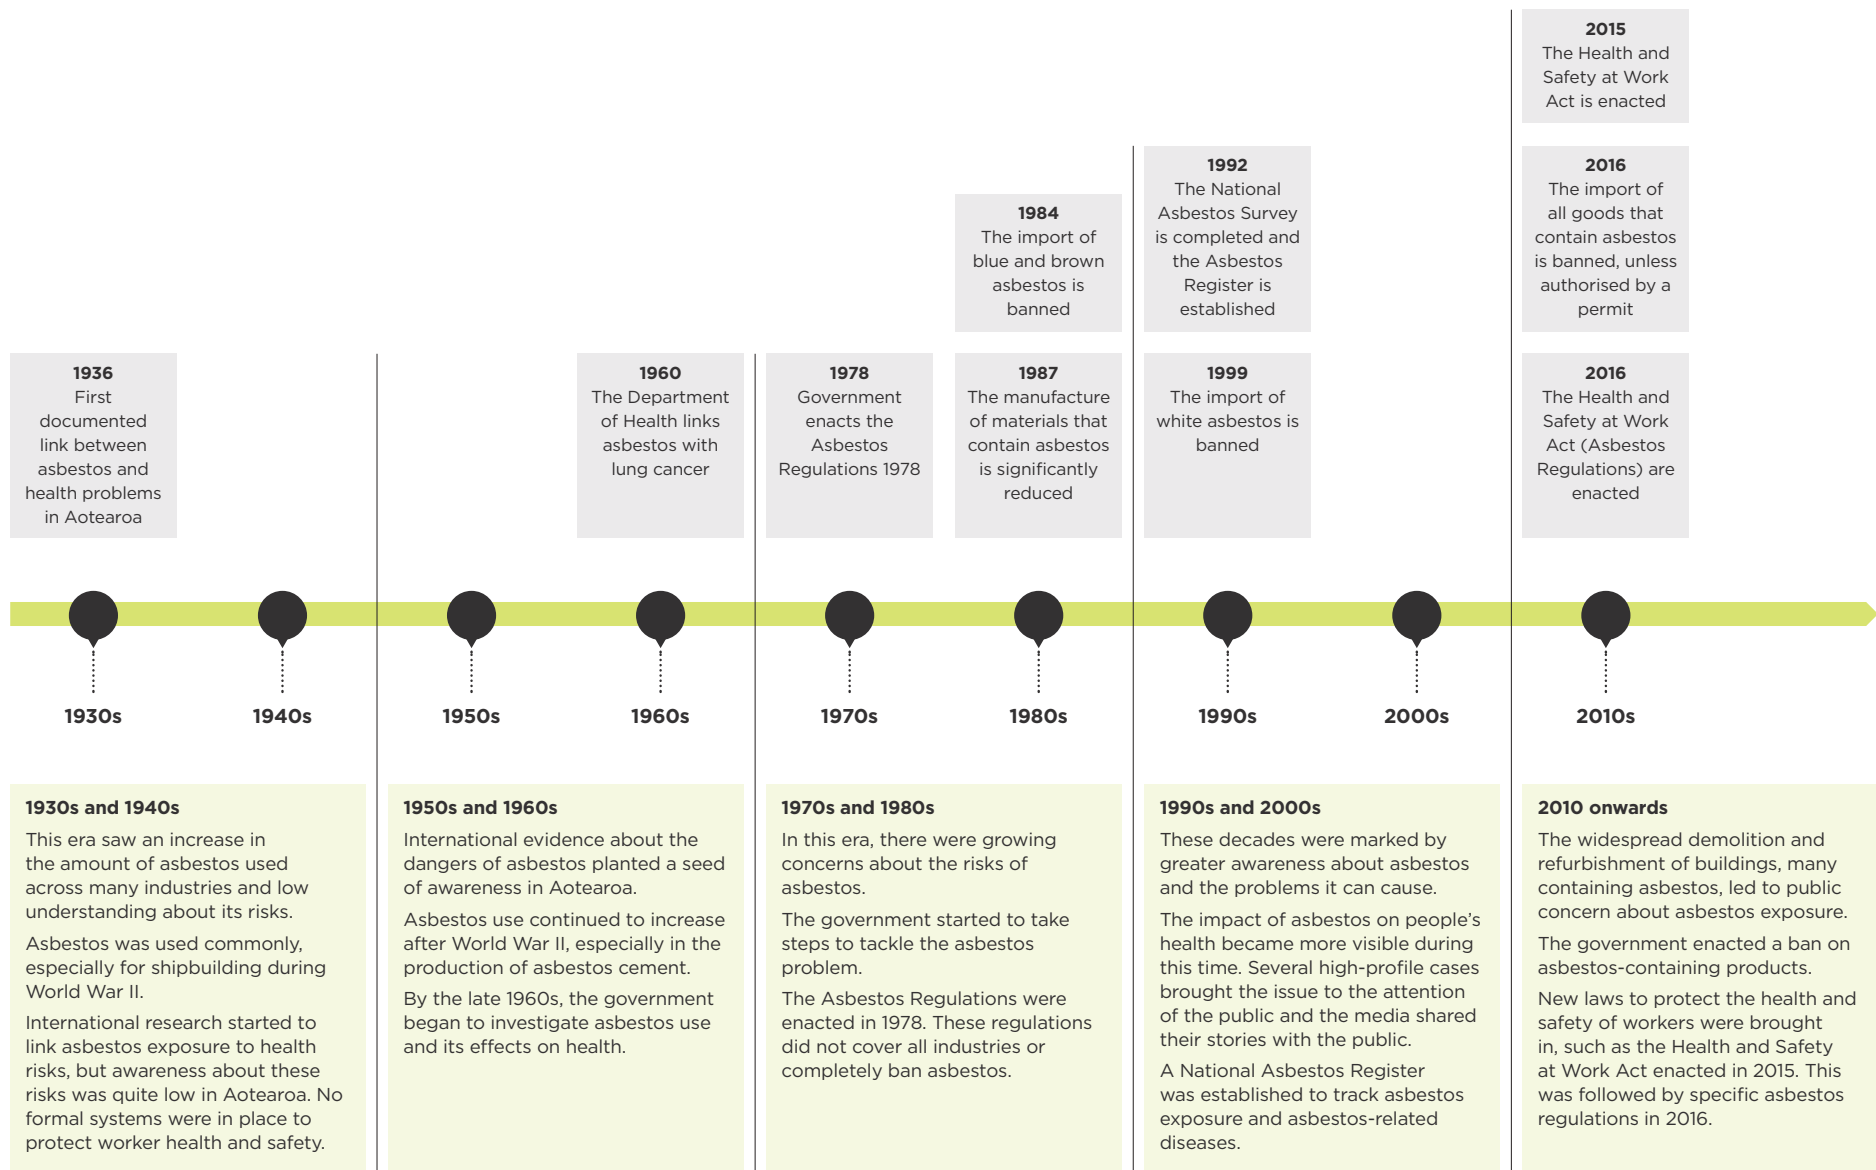 2015
The Health and
Safety at Work
Act is enacted
1992
The National
Asbestos Survey
is completed and
the Asbestos
Register is
established
2016
The import of
all goods that
contain asbestos
is banned, unless
authorised by a
permit
1984
The import of
blue and brown
asbestos is
banned
1936
First
documented
link between
asbestos and
health problems
in Aotearoa
1960
The Department
of Health links
asbestos with
lung cancer
1978
Government
enacts the
Asbestos
Regulations 1978
1987
The manufacture
of materials that
contain asbestos
is significantly
reduced
1999
The import of
white asbestos is
banned
2016
The Health and
Safety at Work
Act (Asbestos
Regulations) are
enacted
1930s
1940s
1950s
1960s
1970s
1980s
1990s
2000s
2010s
1930s and 1940s
This era saw an increase in
the amount of asbestos used
across many industries and low
understanding about its risks.
Asbestos was used commonly,
especially for shipbuilding during
World War II.
International research started to
link asbestos exposure to health
risks, but awareness about these
risks was quite low in Aotearoa. No
formal systems were in place to
protect worker health and safety.
1950s and 1960s
International evidence about the
dangers of asbestos planted a seed
of awareness in Aotearoa.
Asbestos use continued to increase
after World War II, especially in the
production of asbestos cement.
By the late 1960s, the government
began to investigate asbestos use
and its effects on health.
1970s and 1980s
In this era, there were growing
concerns about the risks of
asbestos.
The government started to take
steps to tackle the asbestos
problem.
The Asbestos Regulations were
enacted in 1978. These regulations
did not cover all industries or
completely ban asbestos.
1990s and 2000s
These decades were marked by
greater awareness about asbestos
and the problems it can cause.
The impact of asbestos on people's
health became more visible during
this time. Several high-profile cases
brought the issue to the attention
of the public and the media shared
their stories with the public.
A National Asbestos Register
was established to track asbestos
exposure and asbestos-related
diseases.
2010 onwards
The widespread demolition and
refurbishment of buildings, many
containing asbestos, led to public
concern about asbestos exposure.
The government enacted a ban on
asbestos-containing products.
New laws to protect the health and
safety of workers were brought
in, such as the Health and Safety
at Work Act enacted in 2015. This
was followed by specific asbestos
regulations in 2016.